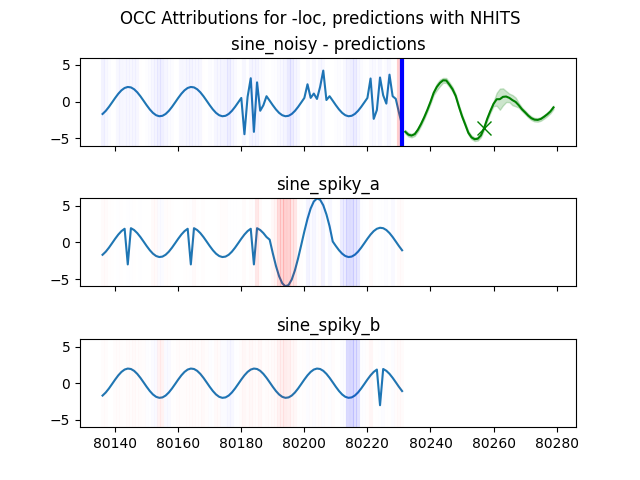 OCC Attributions for -loc, predictions with NHITS
sine_noisy - predictions
5
0
−5
sine_spiky_a
5
0
−5
sine_spiky_b
5
0
−5
80140 80160 80180 80200 80220 80240 80260 80280